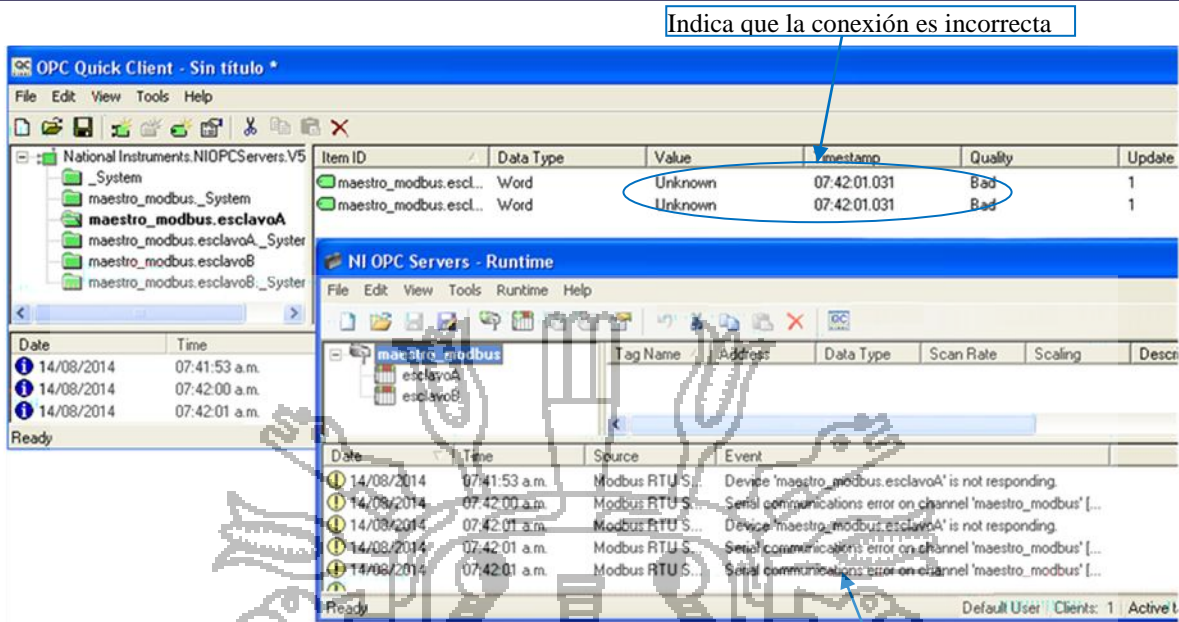 Indica que la conexión es incorrecta
OPC Quick Client - Sin título *
File Edit View Tools Help
National Instruments.NIOPCServers.V5
_System
maestro_modbus._System
maestro_modbus.esclavoA
maestro_modbus.esclavoA._System
maestro_modbus.esclavoB
maestro_modbus.esclavoB._System
Item ID Data Type Value Timestamp Quality Update
maestro_modbus.escl... Word Unknown 07:42:01.031 Bad 1
maestro_modbus.escl... Word Unknown 07:42:01.031 Bad 1
Date Time
14/08/2014 07:41:53 a.m.
14/08/2014 07:42:00 a.m.
14/08/2014 07:42:01 a.m.
Ready
NI OPC Servers - Runtime
File Edit View Tools Runtime Help
maestro_modbus
esclavoA
esclavoB
Tag Name Address Data Type Scan Rate Scaling Descri
Date Time Source Event
14/08/2014 07:41:53 a.m. Modbus RTU S... Device 'maestro_modbus.esclavoA' is not responding.
14/08/2014 07:42:00 a.m. Modbus RTU S... Serial communications error on channel 'maestro_modbus' [...
14/08/2014 07:42:01 a.m. Modbus RTU S... Device 'maestro_modbus.esclavoA' is not responding.
14/08/2014 07:42:01 a.m. Modbus RTU S... Serial communications error on channel 'maestro_modbus' [...
14/08/2014 07:42:01 a.m. Modbus RTU S... Serial communications error on channel 'maestro_modbus' [...
Ready Default User Clients: 1 Active t